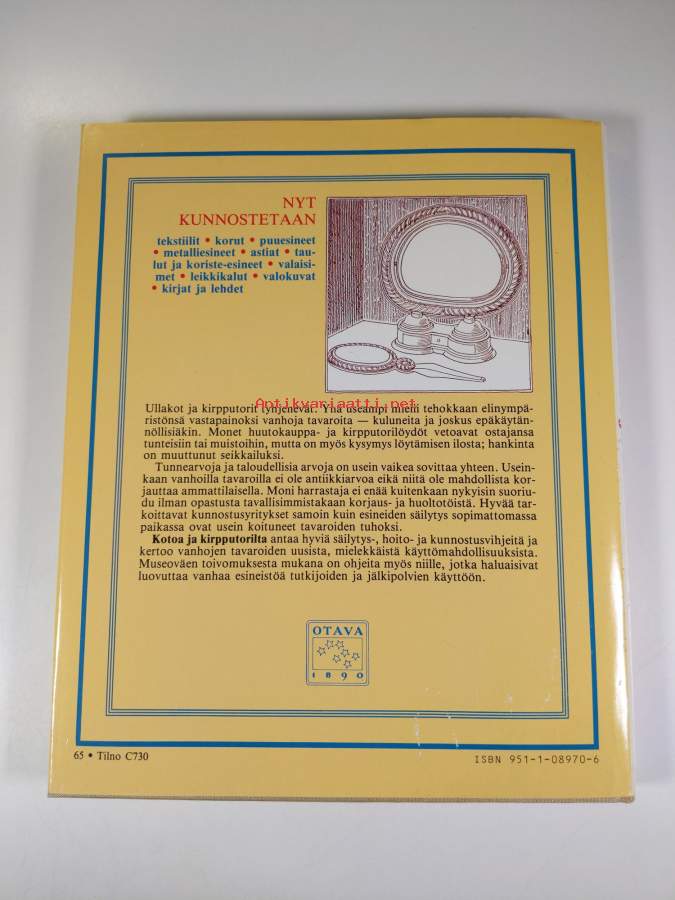 NYT
KUNNOSTETAAN
tekstiilit • korut • puuesineet
• metalliesineet • astiat • tau-
lut ja koriste-esineet • valaisi-
met • leikkikalut • valokuvat
• kirjat ja lehdet
Antikvariaatti.net
Ullakot ja kirpputorit tyhjenevät. Yhä useampi mielii tehokkaan elinympä-
ristönsä vastapainoksi vanhoja tavaroita — kuluneita ja joskus epäkäytän-
nöllisiäkin. Monet huutokauppa- ja kirpputorilöydöt vetoavat ostajansa
tunteisiin tai muistoihin, mutta on myös kysymys löytämisen ilosta; hankinta
on muuttunut seikkailuksi.
Tunnearvoja ja taloudellisia arvoja on usein vaikea sovittaa yhteen. Usein-
kaan vanhoilla tavaroilla ei ole antiikkiarvoa eikä niitä ole mahdollista kor-
jauttaa ammattilaisella. Moni harrastaja ei enää kuitenkaan nykyisin suoriu-
du ilman opastusta tavallisimmistakaan korjaus- ja huoltotöistä. Hyvää tar-
koittavat kunnostusyritykset samoin kuin esineiden säilytys sopimattomassa
paikassa ovat usein koituneet tavaroiden tuhoksi.
Kotoa ja kirpputorilta antaa hyviä säilytys-, hoito- ja kunnostusvihjeitä ja
kertoo vanhojen tavaroiden uusista, mielekkäistä käyttömahdollisuuksista.
Museoväen toivomuksesta mukana on ohjeita myös niille, jotka haluaisivat
luovuttaa vanhaa esineistöä tutkijoiden ja jälkipolvien käyttöön.
OTAVA
1890
65 • Tilno C730
ISBN 951-1-08970-6